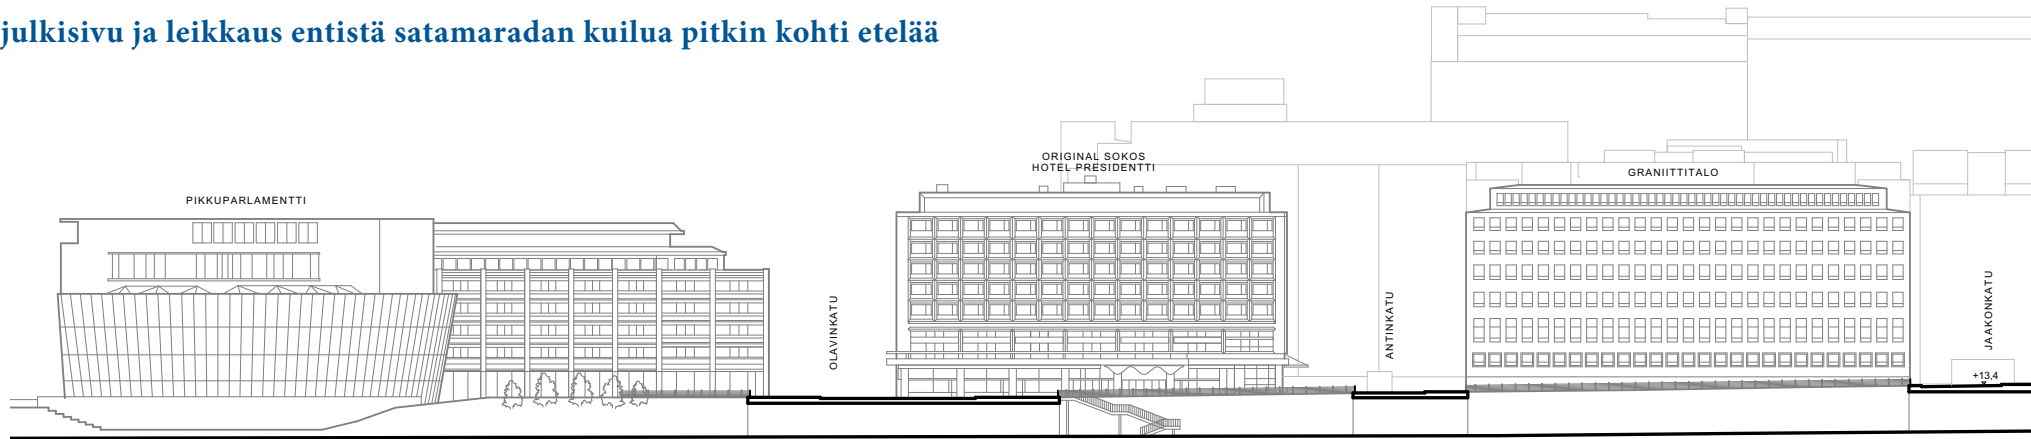 julkisivu ja leikkaus entistä satamaradan kuilua pitkin kohti etelää
PIKKUPARLAMENTTI
OLAVINKATU
ORIGINAL SOKOS
HOTEL PRESIDENTTI
ANTINKATU
GRANIITTITALO
JAAKONKATU
+13,4